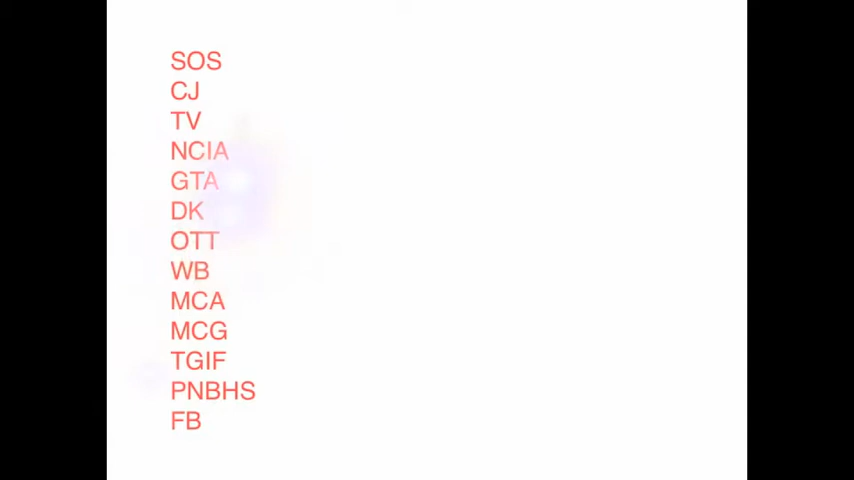 SOS
CJ
TV
NCIA
GTA
DK
OTT
WB
MCA
MCG
TGIF
PNBHS
FB